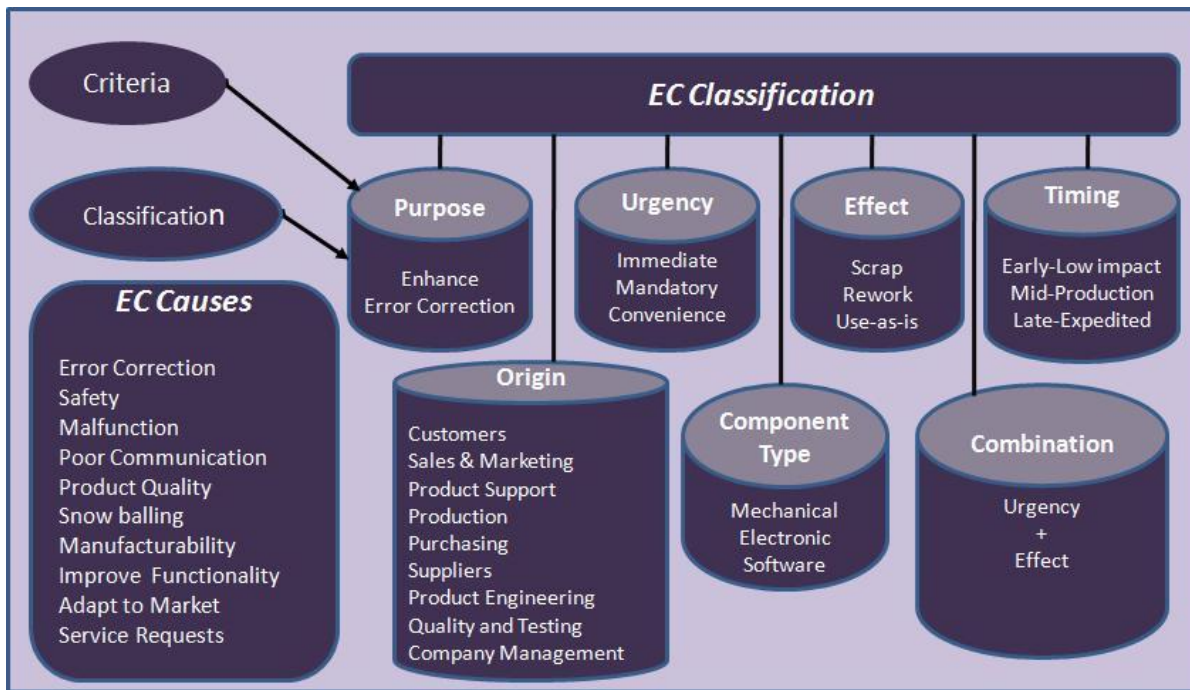 Criteria
EC Classification
Classification
Purpose
Enhance
Error Correction
Urgency
Immediate
Mandatory
Convenience
Effect
Scrap
Rework
Use-as-is
Timing
Early-Low impact
Mid-Production
Late-Expedited
EC Causes
Error Correction
Safety
Malfunction
Poor Communication
Product Quality
Snow balling
Manufacturability
Improve Functionality
Adapt to Market
Service Requests
Origin
Customers
Sales & Marketing
Product Support
Production
Purchasing
Suppliers
Product Engineering
Quality and Testing
Company Management
Component
Type
Mechanical
Electronic
Software
Combination
Urgency
+
Effect